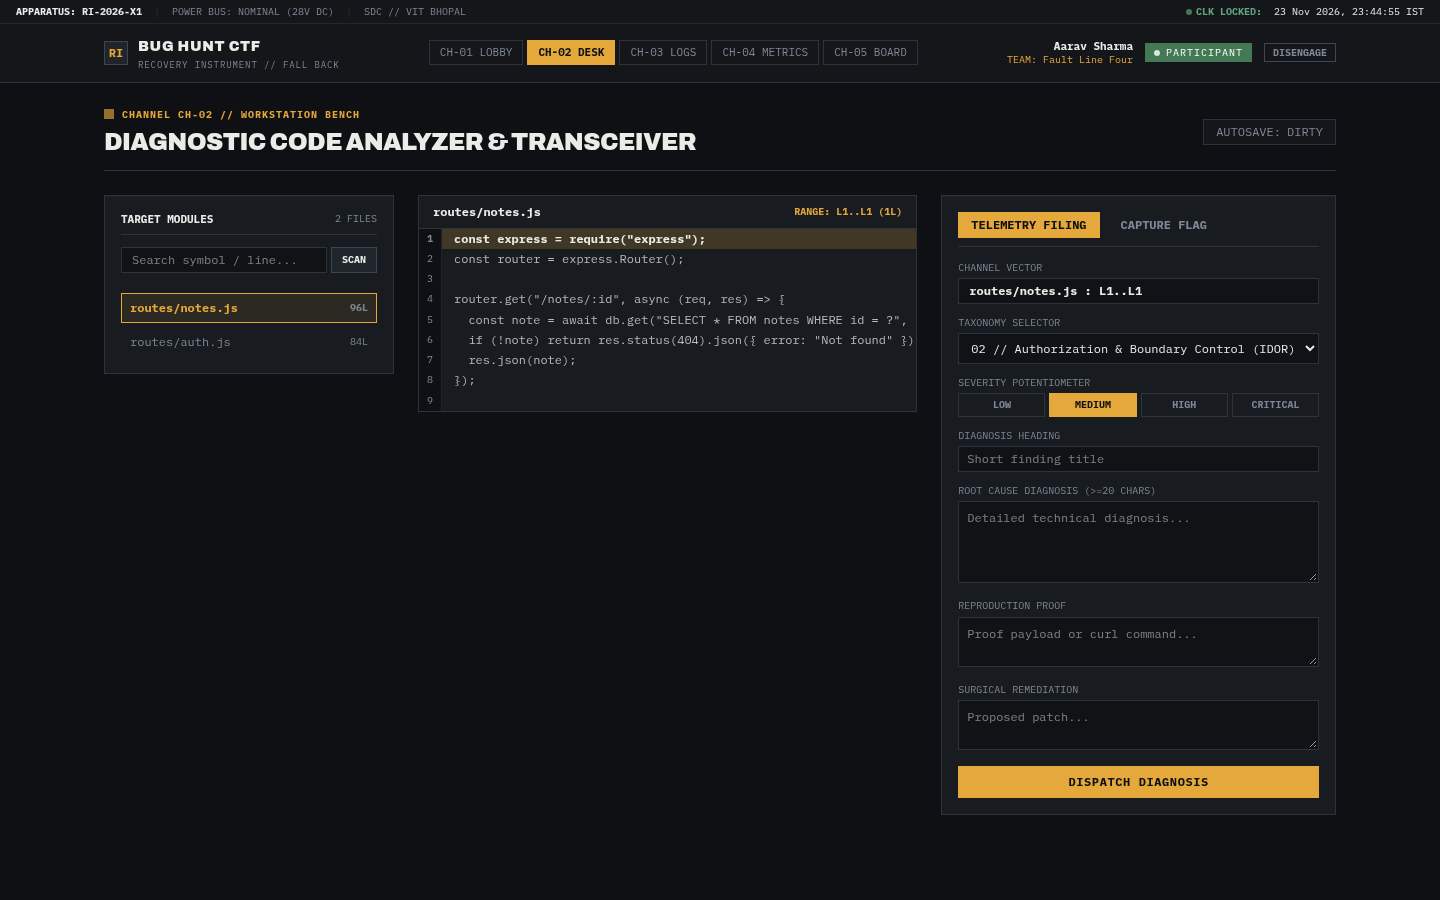 APPARATUS: RI-2026-X1 | POWER BUS: NOMINAL (28V DC) | SDC // VIT BHOPAL
CLK LOCKED: 23 Nov 2026, 23:44:55 IST
RI
BUG HUNT CTF
RECOVERY INSTRUMENT // FALL BACK
CH-01 LOBBY
CH-02 DESK
CH-03 LOGS
CH-04 METRICS
CH-05 BOARD
Aarav Sharma
TEAM: Fault Line Four
PARTICIPANT
DISENGAGE
CHANNEL CH-02 // WORKSTATION BENCH
DIAGNOSTIC CODE ANALYZER & TRANSCEIVER
AUTOSAVE: DIRTY
TARGET MODULES
2 FILES
Search symbol / line...
SCAN
routes/notes.js
96L
routes/auth.js
84L
routes/notes.js
RANGE: L1..L1 (1L)
1 const express = require("express");
2 const router = express.Router();
3
4 router.get("/notes/:id", async (req, res) => {
5 const note = await db.get("SELECT * FROM notes WHERE id = ?",
6 if (!note) return res.status(404).json({ error: "Not found" })
7 res.json(note);
8 });
9
TELEMETRY FILING
CAPTURE FLAG
CHANNEL VECTOR
routes/notes.js : L1..L1
TAXONOMY SELECTOR
02 // Authorization & Boundary Control (IDOR)
SEVERITY POTENTIOMETER
LOW
MEDIUM
HIGH
CRITICAL
DIAGNOSIS HEADING
Short finding title
ROOT CAUSE DIAGNOSIS (>=20 CHARS)
Detailed technical diagnosis...
REPRODUCTION PROOF
Proof payload or curl command...
SURGICAL REMEDIATION
Proposed patch...
DISPATCH DIAGNOSIS